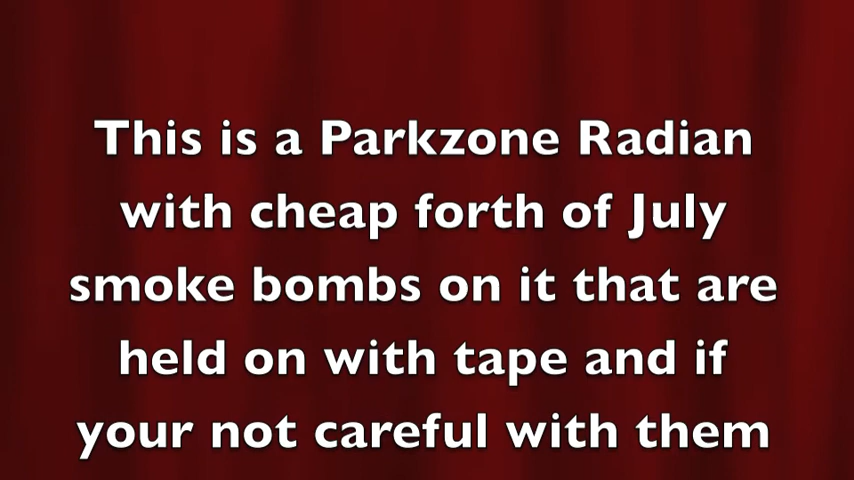 This is a Parkzone Radian
with cheap forth of July
smoke bombs on it that are
held on with tape and if
your not careful with them